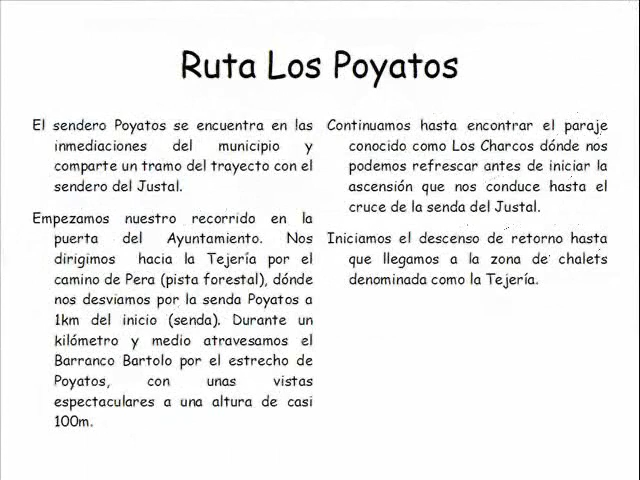 Ruta Los Poyatos
El sendero Poyatos se encuentra en las
inmediaciones del municipio y
comparte un tramo del trayecto con el
sendero del Justal.
Empezamos nuestro recorrido en la
puerta del Ayuntamiento. Nos
dirigimos hacia la Tejería por el
camino de Pera (pista forestal), dónde
nos desviamos por la senda Poyatos a
1km del inicio (senda). Durante un
kilómetro y medio atravesamos el
Barranco Bartolo por el estrecho de
Poyatos, con unas vistas
espectaculares a una altura de casi
100m.
Continuamos hasta encontrar el paraje
conocido como Los Charcos dónde nos
podemos refrescar antes de iniciar la
ascensión que nos conduce hasta el
cruce de la senda del Justal.
Iniciamos el descenso de retorno hasta
que llegamos a la zona de chalets
denominada como la Tejería.